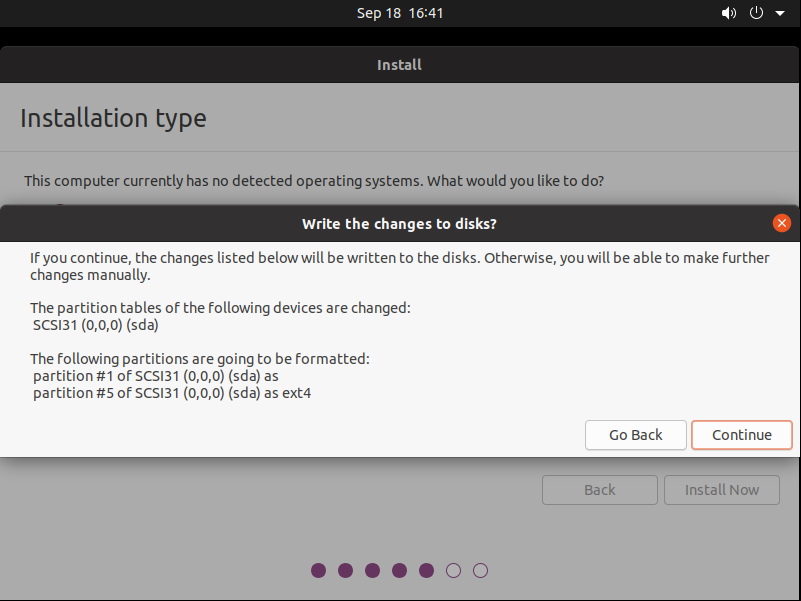 Sep 18 16:41
Install
Installation type
This computer currently has no detected operating systems. What would you like to do?
Write the changes to disks?
If you continue, the changes listed below will be written to the disks. Otherwise, you will be able to make further
changes manually.
The partition tables of the following devices are changed:
SCSI31 (0,0,0) (sda)
The following partitions are going to be formatted:
partition #1 of SCSI31 (0,0,0) (sda) as
partition #5 of SCSI31 (0,0,0) (sda) as ext4
Go Back
Continue
Back
Install Now